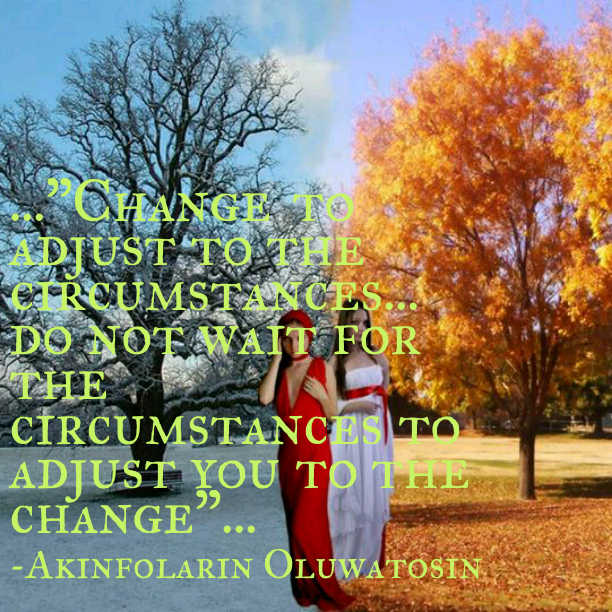 ..."Change to
adjust to the
circumstances...
do not wait for
the
circumstances to
adjust you to the
change"...
-Akinfolarin Oluwatosin